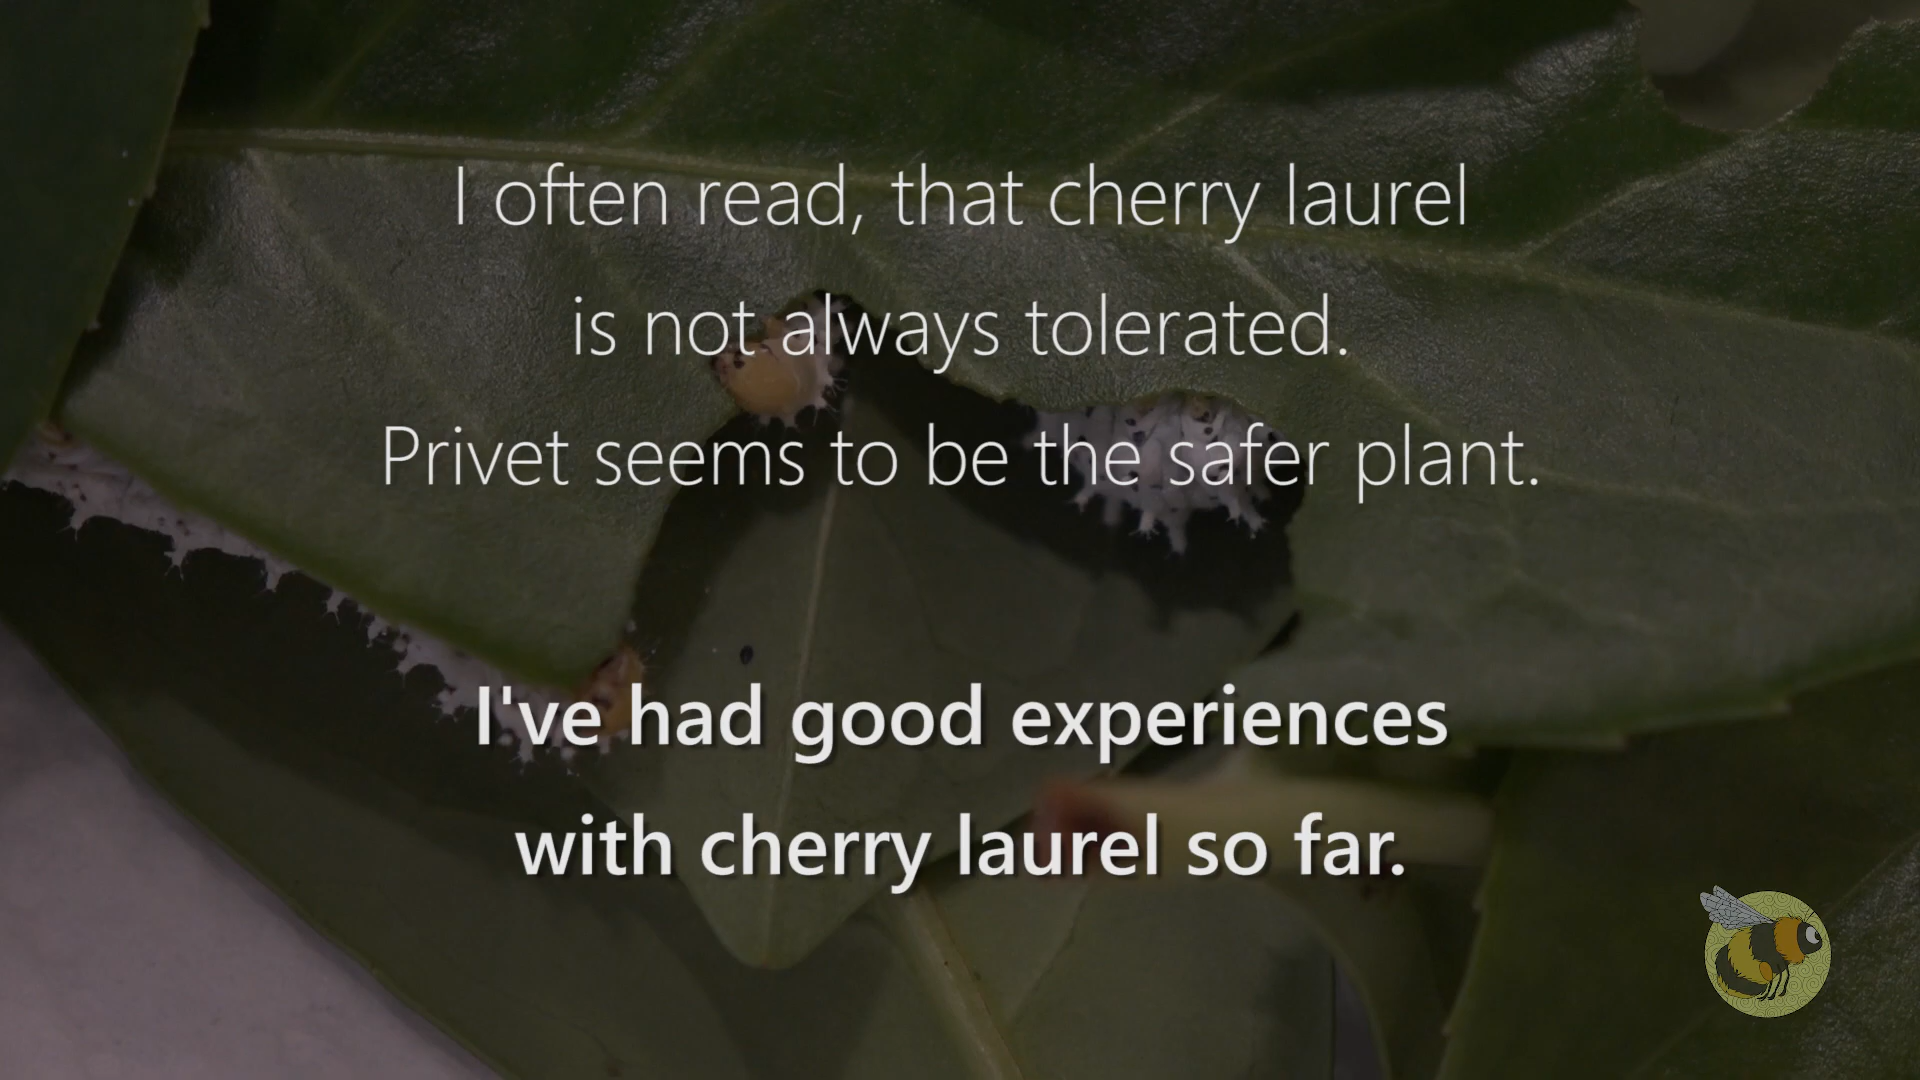 I often read, that cherry laurel
is not always tolerated.
Privet seems to be the safer plant.
I've had good experiences
with cherry laurel so far.